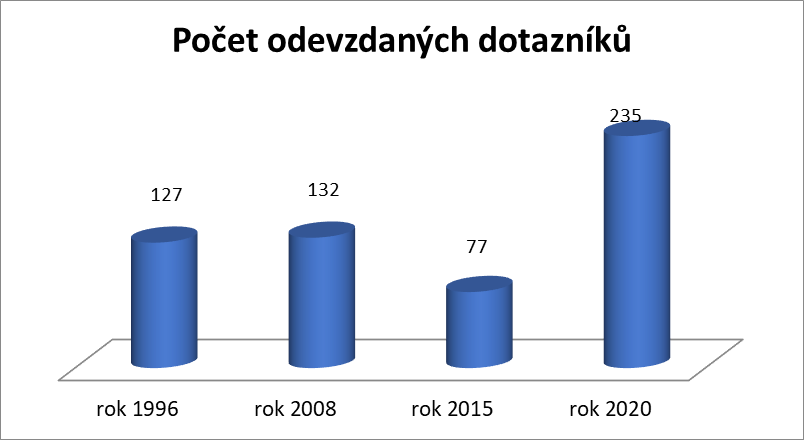 Počet odevzdaných dotazníků
127
132
77
235
rok 1996
rok 2008
rok 2015
rok 2020